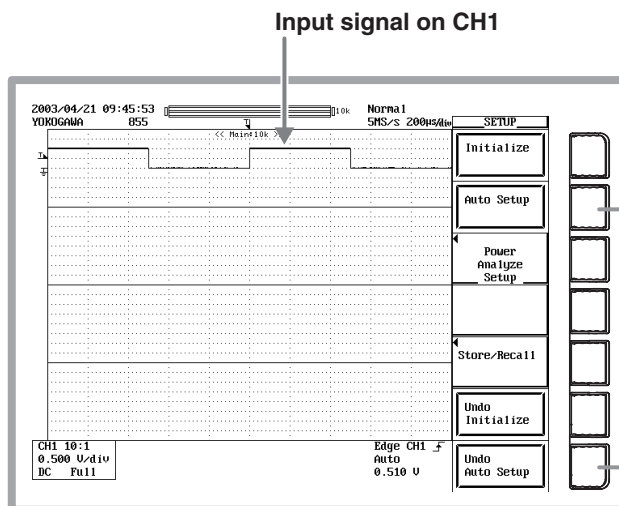 Input signal on CH1
2003/04/21 09:45:53 10k Normal
YOKOGAWA 855 5MS/s 200µs/div SETUP
<< Main:10k >>
Initialize
Auto Setup
Power
Analyze
Setup
Store/Recall
Undo
Initialize
CH1 10:1 Edge CH1
0.500 V/div Auto
DC Full 0.510 V
Undo
Auto Setup